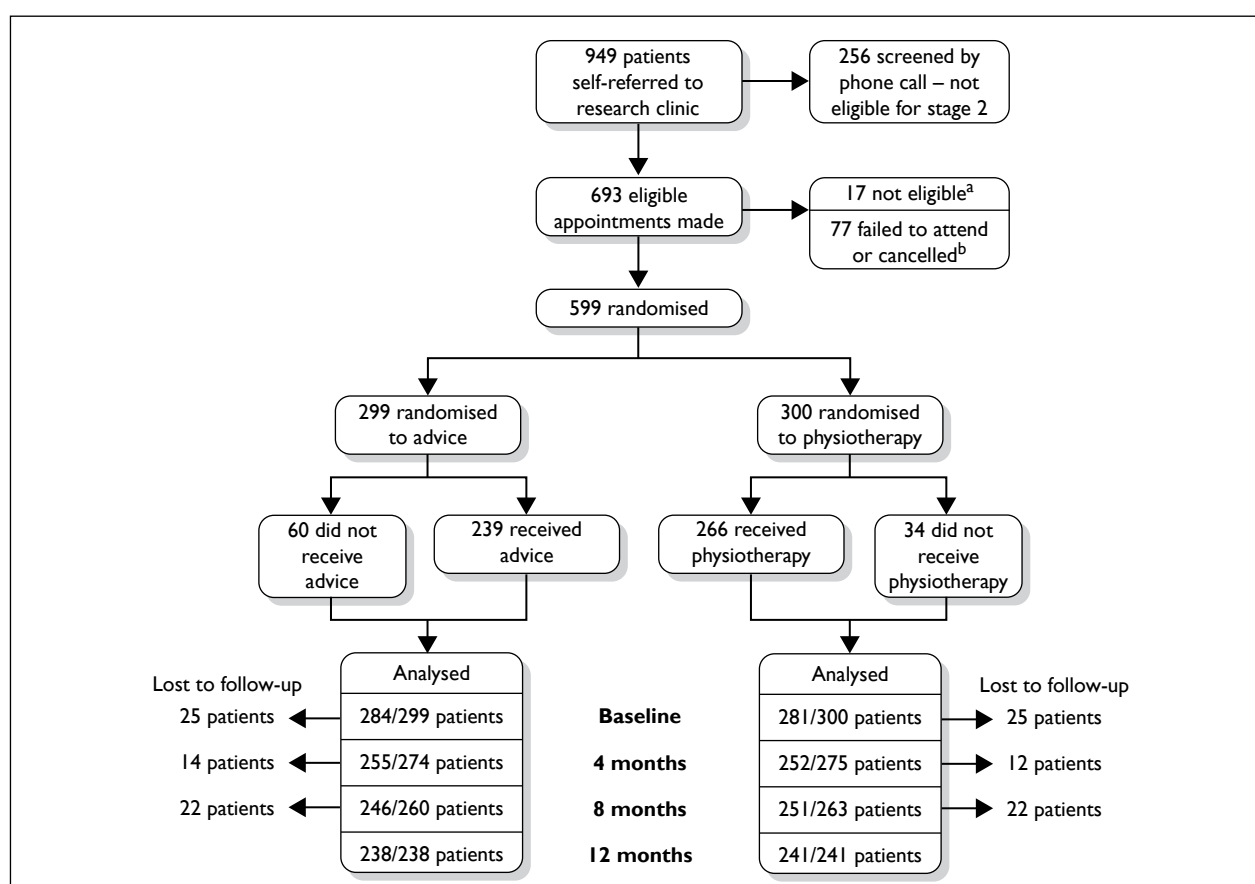 949 patients
self-referred to
research clinic
256 screened by
phone call – not
eligible for stage 2
693 eligible
appointments made
17 not eligibleᵃ
77 failed to attend
or cancelledᵇ
599 randomised
299 randomised
to advice
300 randomised
to physiotherapy
60 did not
receive
advice
239 received
advice
266 received
physiotherapy
34 did not
receive
physiotherapy
Analysed
Analysed
Lost to follow-up
Lost to follow-up
25 patients
284/299 patients
Baseline
281/300 patients
25 patients
14 patients
255/274 patients
4 months
252/275 patients
12 patients
22 patients
246/260 patients
8 months
251/263 patients
22 patients
238/238 patients
12 months
241/241 patients